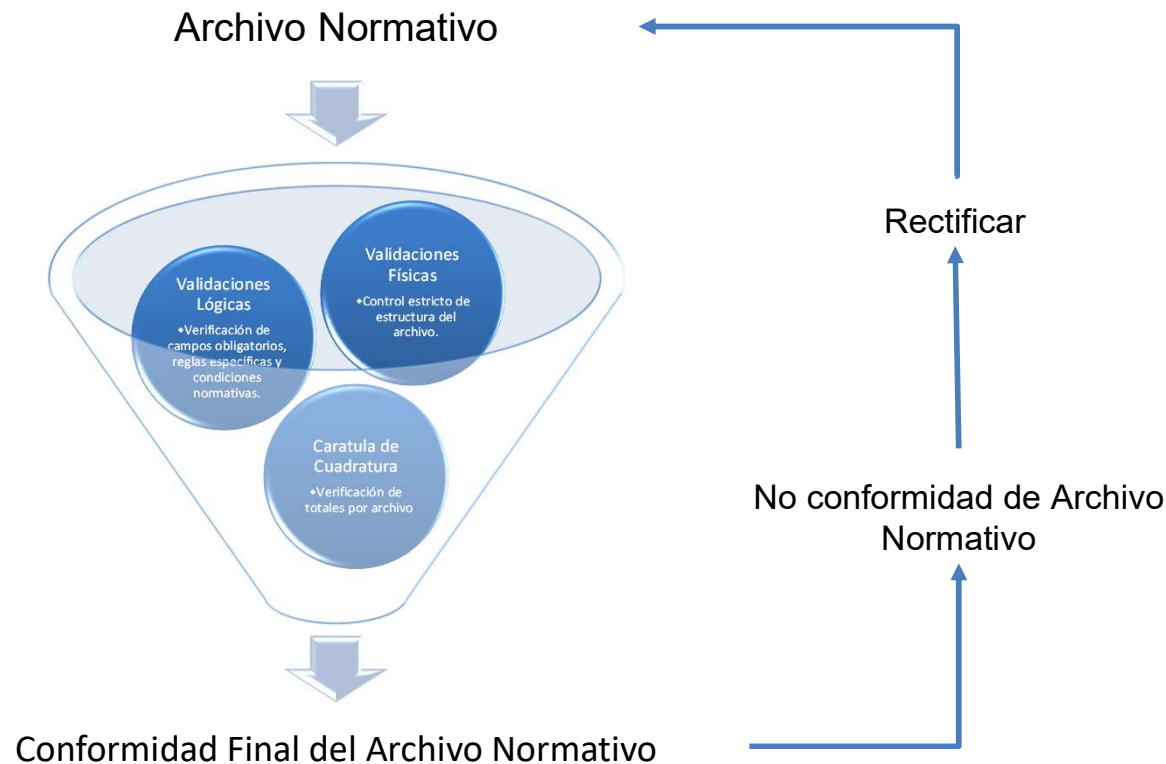 Archivo Normativo
Validaciones
Físicas
•Control estricto de
estructura del
archivo.
Validaciones
Lógicas
•Verificación de
campos obligatorios,
reglas específicas y
condiciones
normativas.
Caratula de
Cuadratura
•Verificación de
totales por archivo
Conformidad Final del Archivo Normativo
No conformidad de Archivo
Normativo
Rectificar